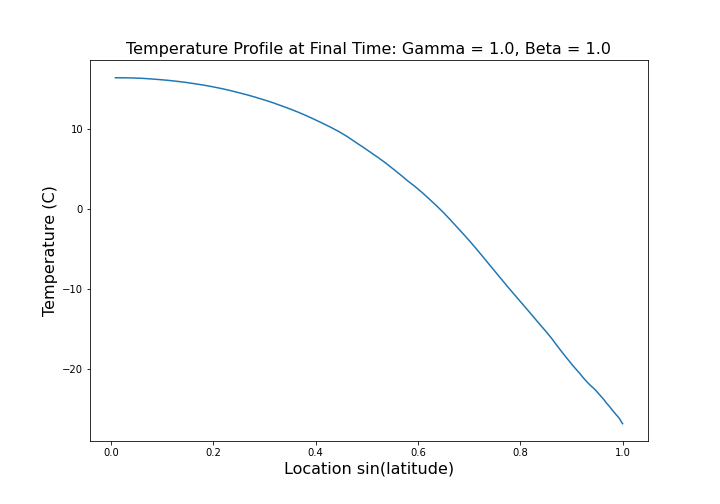 Temperature Profile at Final Time: Gamma = 1.0, Beta = 1.0
Temperature (C)
10
0
−10
−20
0.0 0.2 0.4 0.6 0.8 1.0
Location sin(latitude)